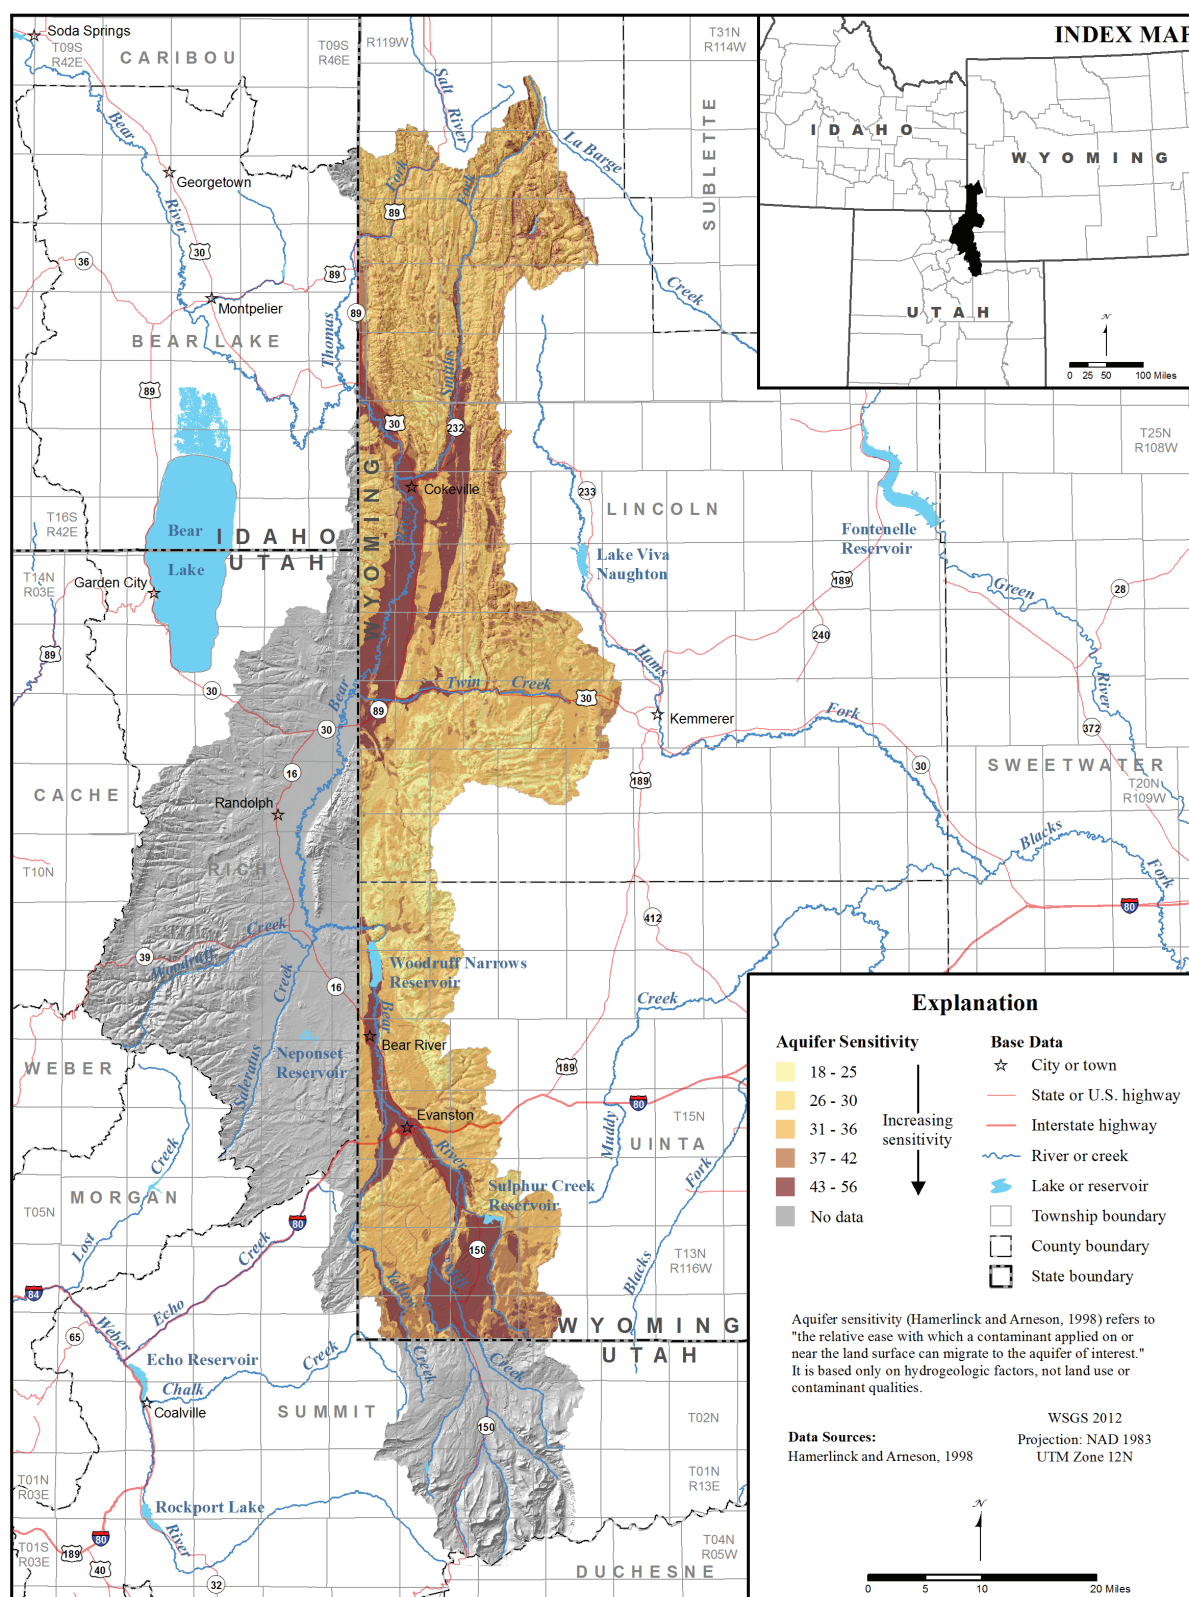 Soda Springs
T09S
R42E
CARIBOU
T09S
R46E
R119W
T31N
R114W
INDEX MAP
Salt
River
SUBLETTE
IDAHO
WYOMING
UTAH
N
0 25 50 100 Miles
Bear
River
Georgetown
Fork
Fork
La Barge
Creek
89
30
36
89
Montpelier
89
BEAR LAKE
Thomas
Smiths
89
30
232
Cokeville
River
T25N
R108W
233
LINCOLN
Fontenelle
Reservoir
T16S
R42E
Bear
Lake
IDAHO
UTAH
WYOMING
Lake Viva
Naughton
T14N
R03E
Garden City
189
Green
River
28
240
89
30
Hams
Fork
Bear
Twin Creek
30
89
Kemmerer
30
16
372
189
30
SWEETWATER
T20N
R109W
CACHE
Randolph
RICH
T10N
Blacks
Fork
80
412
Creek
39
Woodruff
Creek
16
Woodruff Narrows
Reservoir
Bear
Creek
Bear River
WEBER
Neponset
Reservoir
Saleratus
189
80
Evanston
T15N
UINTA
Muddy
River
Creek
MORGAN
T05N
Lost
Sulphur Creek
Reservoir
Fork
80
150
T13N
R116W
Blacks
Creek
Mill
Yellow
84
Echo
65
Weber
WYOMING
UTAH
Echo Reservoir
Creek
Creek
Creek
Chalk
Coalville
SUMMIT
150
T02N
T01N
R03E
T01N
R13E
Rockport Lake
River
80
T01S
R03E
189
40
32
T04N
R05W
DUCHESNE
Explanation
Aquifer Sensitivity
18 - 25
26 - 30
31 - 36
37 - 42
43 - 56
No data
Increasing
sensitivity
Base Data
City or town
State or U.S. highway
Interstate highway
River or creek
Lake or reservoir
Township boundary
County boundary
State boundary
Aquifer sensitivity (Hamerlinck and Arneson, 1998) refers to
"the relative ease with which a contaminant applied on or
near the land surface can migrate to the aquifer of interest."
It is based only on hydrogeologic factors, not land use or
contaminant qualities.
WSGS 2012
Data Sources:
Hamerlinck and Arneson, 1998
Projection: NAD 1983
UTM Zone 12N
N
0 5 10 20 Miles